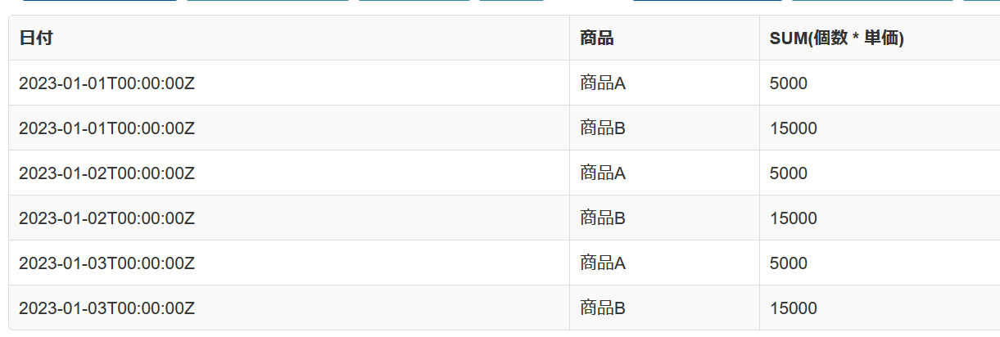 日付 商品 SUM(個数 * 単価)
2023-01-01T00:00:00Z 商品A 5000
2023-01-01T00:00:00Z 商品B 15000
2023-01-02T00:00:00Z 商品A 5000
2023-01-02T00:00:00Z 商品B 15000
2023-01-03T00:00:00Z 商品A 5000
2023-01-03T00:00:00Z 商品B 15000